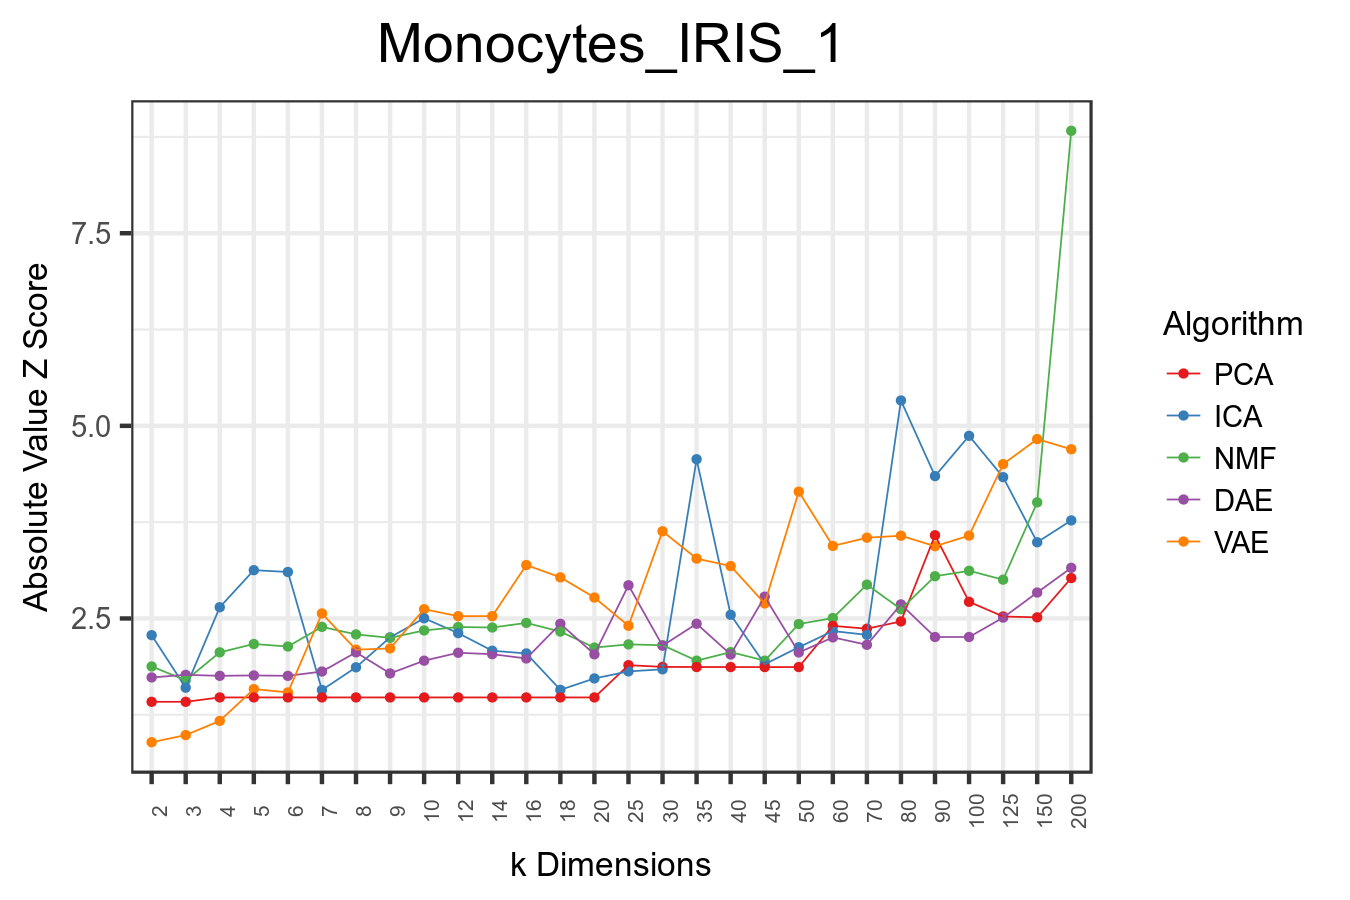 Monocytes_IRIS_1
Absolute Value Z Score
7.5
5.0
2.5
2 3 4 5 6 7 8 9 10 12 14 16 18 20 25 30 35 40 45 50 60 70 80 90 100 125 150 200
k Dimensions
Algorithm
PCA
ICA
NMF
DAE
VAE